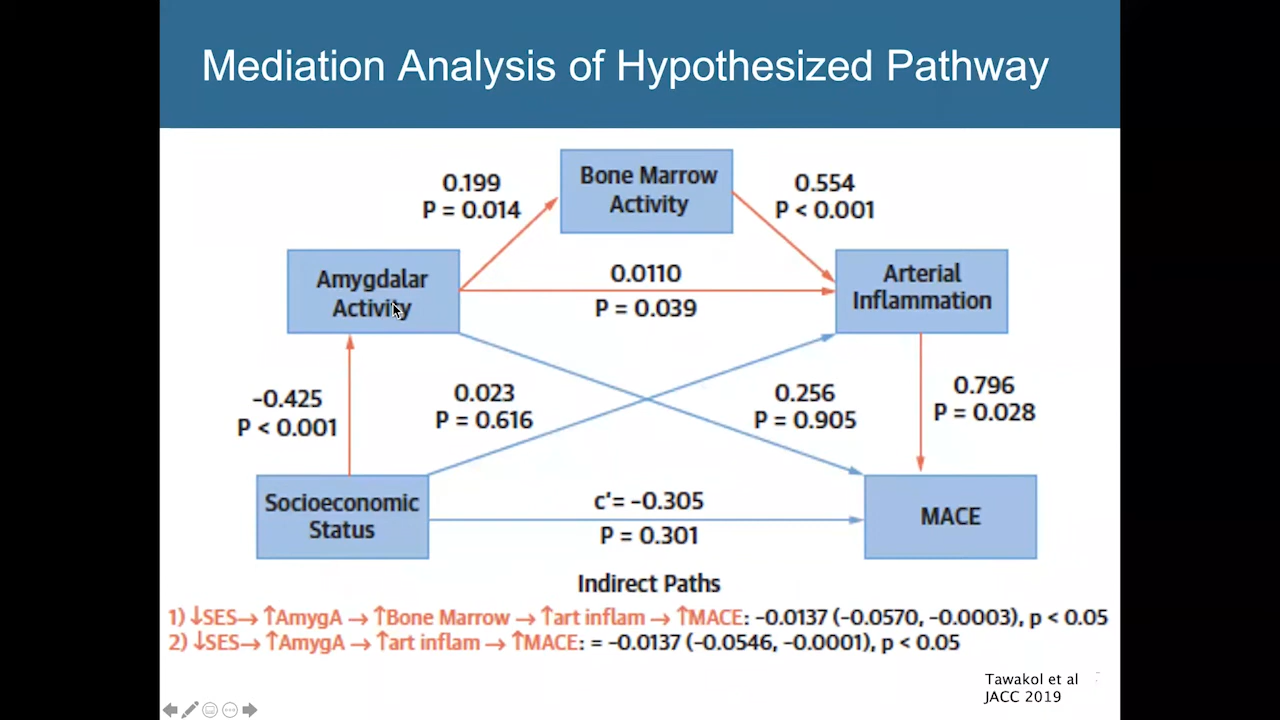 Mediation Analysis of Hypothesized Pathway
0.199
P = 0.014
Bone Marrow
Activity
0.554
P < 0.001
Amygdalar
Activity
0.0110
P = 0.039
Arterial
Inflammation
-0.425
P < 0.001
0.023
P = 0.616
0.256
P = 0.905
0.796
P = 0.028
Socioeconomic
Status
c'= -0.305
P = 0.301
MACE
Indirect Paths
1) ↓SES→ ↑AmygA → ↑Bone Marrow → ↑art inflam → ↑MACE: -0.0137 (-0.0570, -0.0003), p < 0.05
2) ↓SES→ ↑AmygA → ↑art inflam → ↑MACE: = -0.0137 (-0.0546, -0.0001), p < 0.05
Tawakol et al
JACC 2019